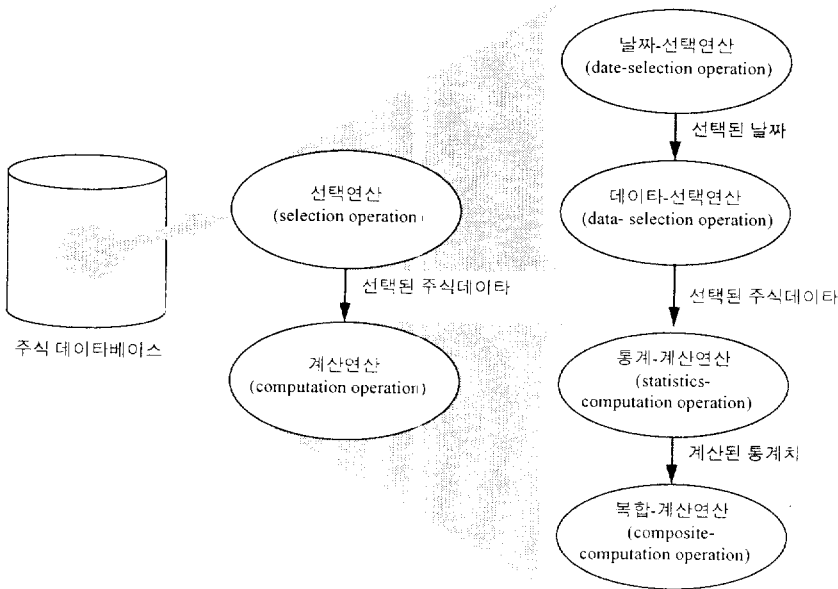 주식 데이타베이스
선택연산
(selection operation)
선택된 주식데이타
계산연산
(computation operation)
날짜-선택연산
(date-selection operation)
선택된 날짜
데이타-선택연산
(data- selection operation)
선택된 주식데이타
통계-계산연산
(statistics-
computation operation)
계산된 통계치
복합-계산연산
(composite-
computation operation)